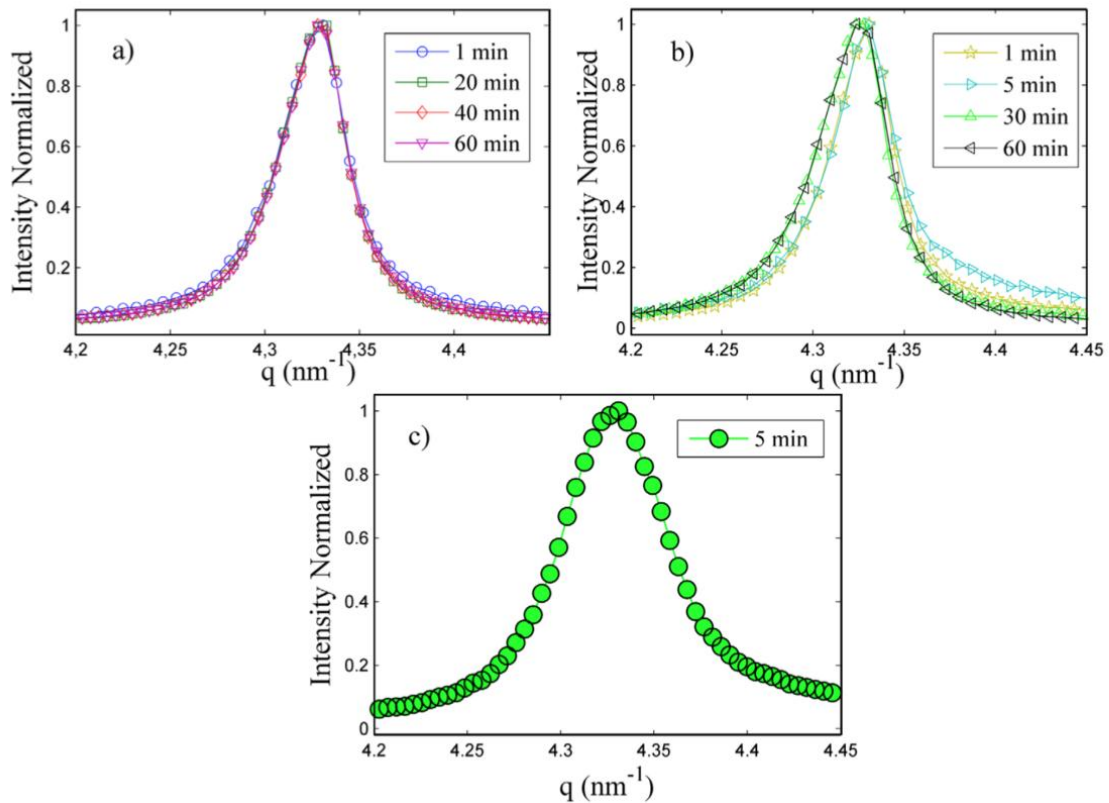 a)
Intensity Normalized
1
0.8
0.6
0.4
0.2
1 min
20 min
40 min
60 min
4,2 4,25 4,3 4,35 4,4
q (nm-1)
b)
Intensity Normalized
1
0.8
0.6
0.4
0.2
0
1 min
5 min
30 min
60 min
4.2 4.25 4.3 4.35 4.4 4.45
q (nm-1)
c)
Intensity Normalized
1
0.8
0.6
0.4
0.2
0
5 min
4.2 4.25 4.3 4.35 4.4 4.45
q (nm-1)